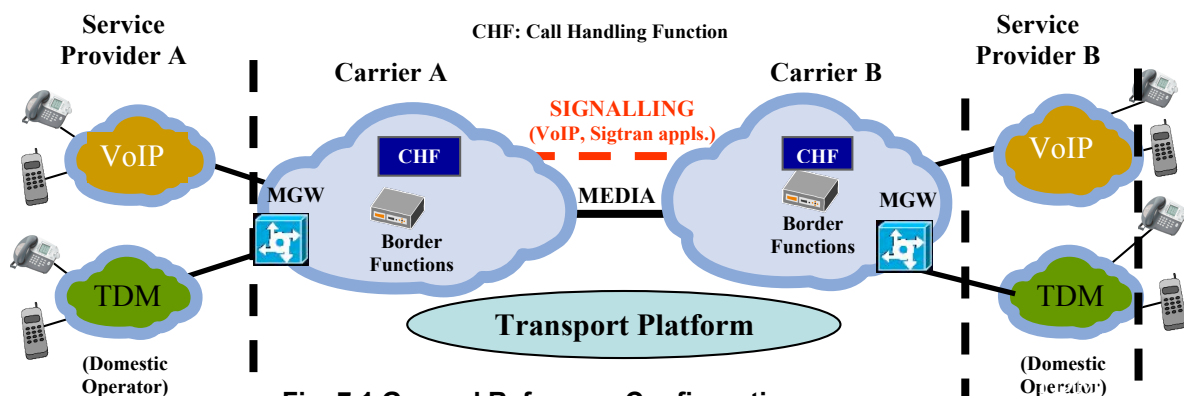 Service
Provider A
CHF: Call Handling Function
Service
Provider B
Carrier A
Carrier B
SIGNALLING
(VoIP, Sigtran appls.)
VoIP
CHF
CHF
VoIP
MGW
MEDIA
MGW
Border
Functions
Border
Functions
TDM
TDM
Transport Platform
(Domestic
Operator)
(Domestic
Operator)